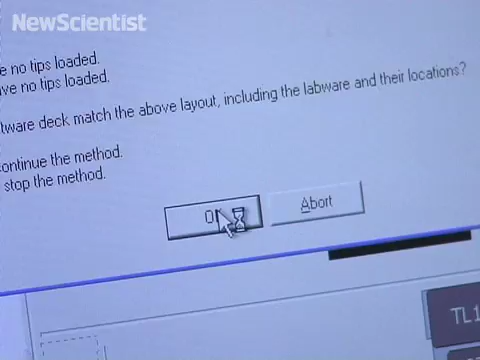 NewScientist
e no tips loaded.
ve no tips loaded.
tware deck match the above layout, including the labware and their locations?
ontinue the method.
stop the method.
Abort
TL1